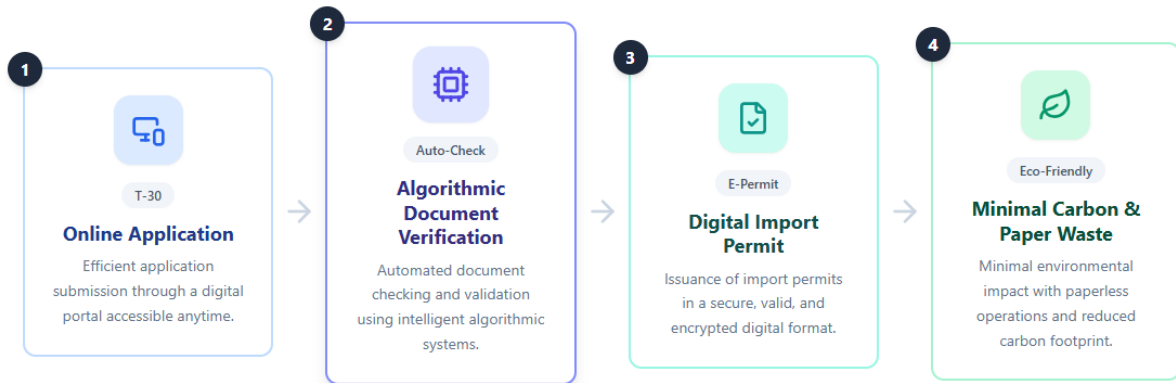 1
T-30
Online Application
Efficient application
submission through a digital
portal accessible anytime.
2
Auto-Check
Algorithmic
Document
Verification
Automated document
checking and validation
using intelligent algorithmic
systems.
3
E-Permit
Digital Import
Permit
Issuance of import permits
in a secure, valid, and
encrypted digital format.
4
Eco-Friendly
Minimal Carbon &
Paper Waste
Minimal environmental
impact with paperless
operations and reduced
carbon footprint.